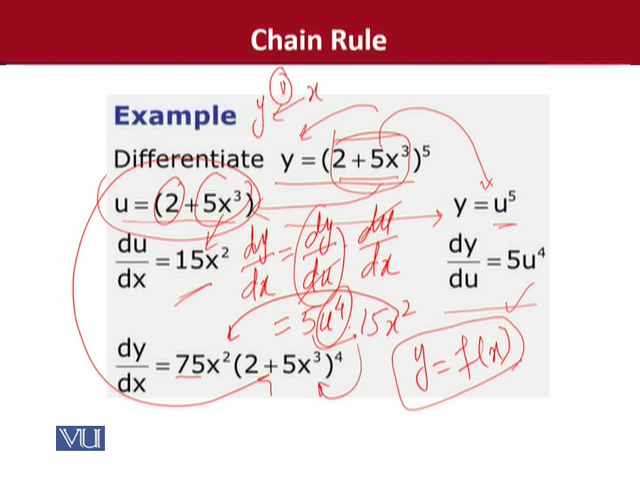 Chain Rule
y u x
Example
Differentiate y = (2 + 5x³)⁵
u = (2 + 5x³) y = u⁵
du/dx = 15x² dy/dx = dy/du · du/dx dy/du = 5u⁴
= 5u⁴ · 15x²
dy/dx = 75x²(2 + 5x³)⁴ y = f(x)
VU